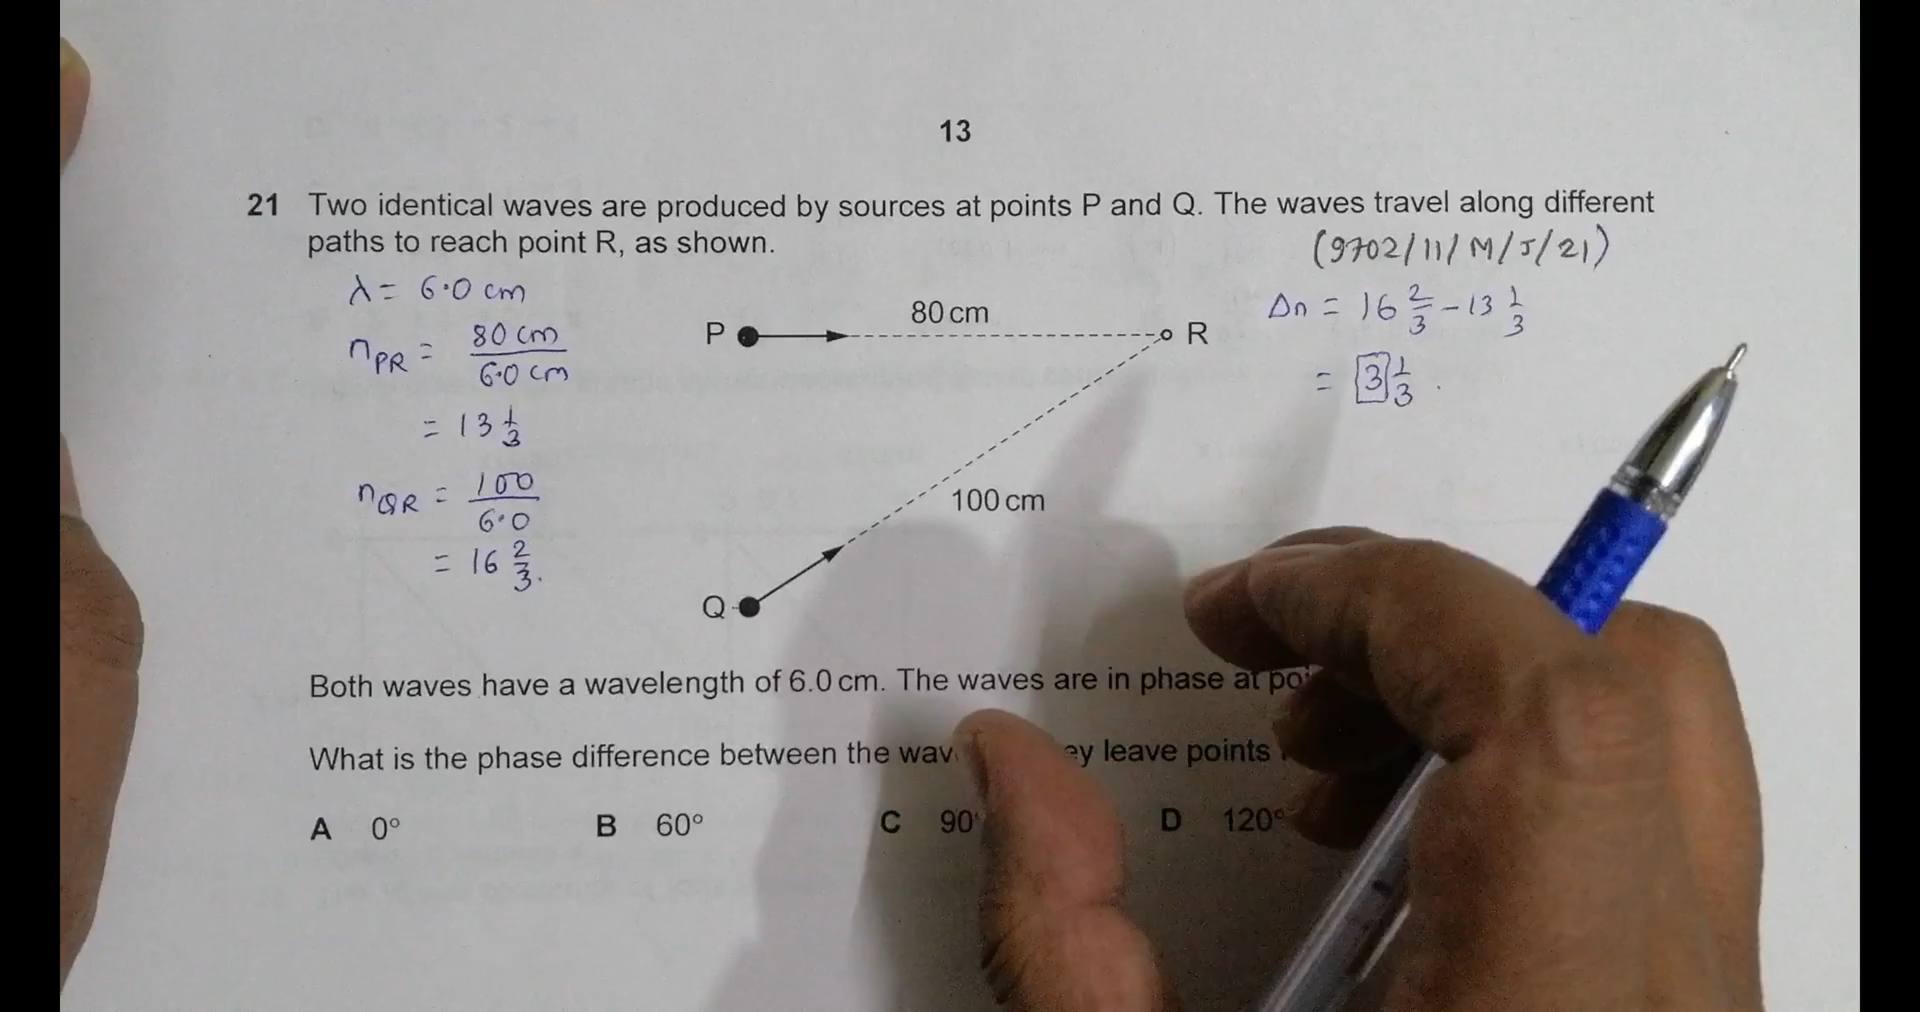 13
21 Two identical waves are produced by sources at points P and Q. The waves travel along different
paths to reach point R, as shown.
(9702/11/M/J/21)
λ = 6.0 cm
n_PR = 80 cm / 6.0 cm
= 13 1/3
n_QR = 100 / 6.0
= 16 2/3.
P
80 cm
R
100 cm
Q
Δn = 16 2/3 - 13 1/3
= 3 1/3.
Both waves have a wavelength of 6.0 cm. The waves are in phase at
What is the phase difference between the leave points
A 0° B 60° C 90 D 120°